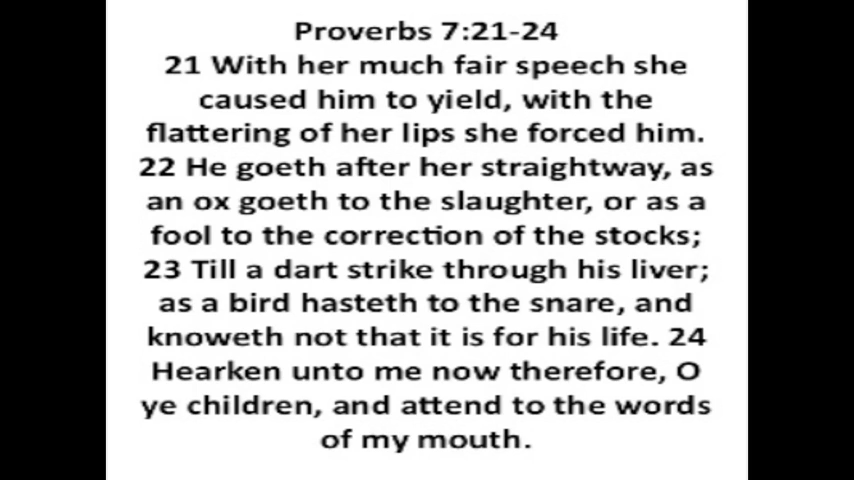 Proverbs 7:21-24
21 With her much fair speech she
caused him to yield, with the
flattering of her lips she forced him.
22 He goeth after her straightway, as
an ox goeth to the slaughter, or as a
fool to the correction of the stocks;
23 Till a dart strike through his liver;
as a bird hasteth to the snare, and
knoweth not that it is for his life. 24
Hearken unto me now therefore, O
ye children, and attend to the words
of my mouth.